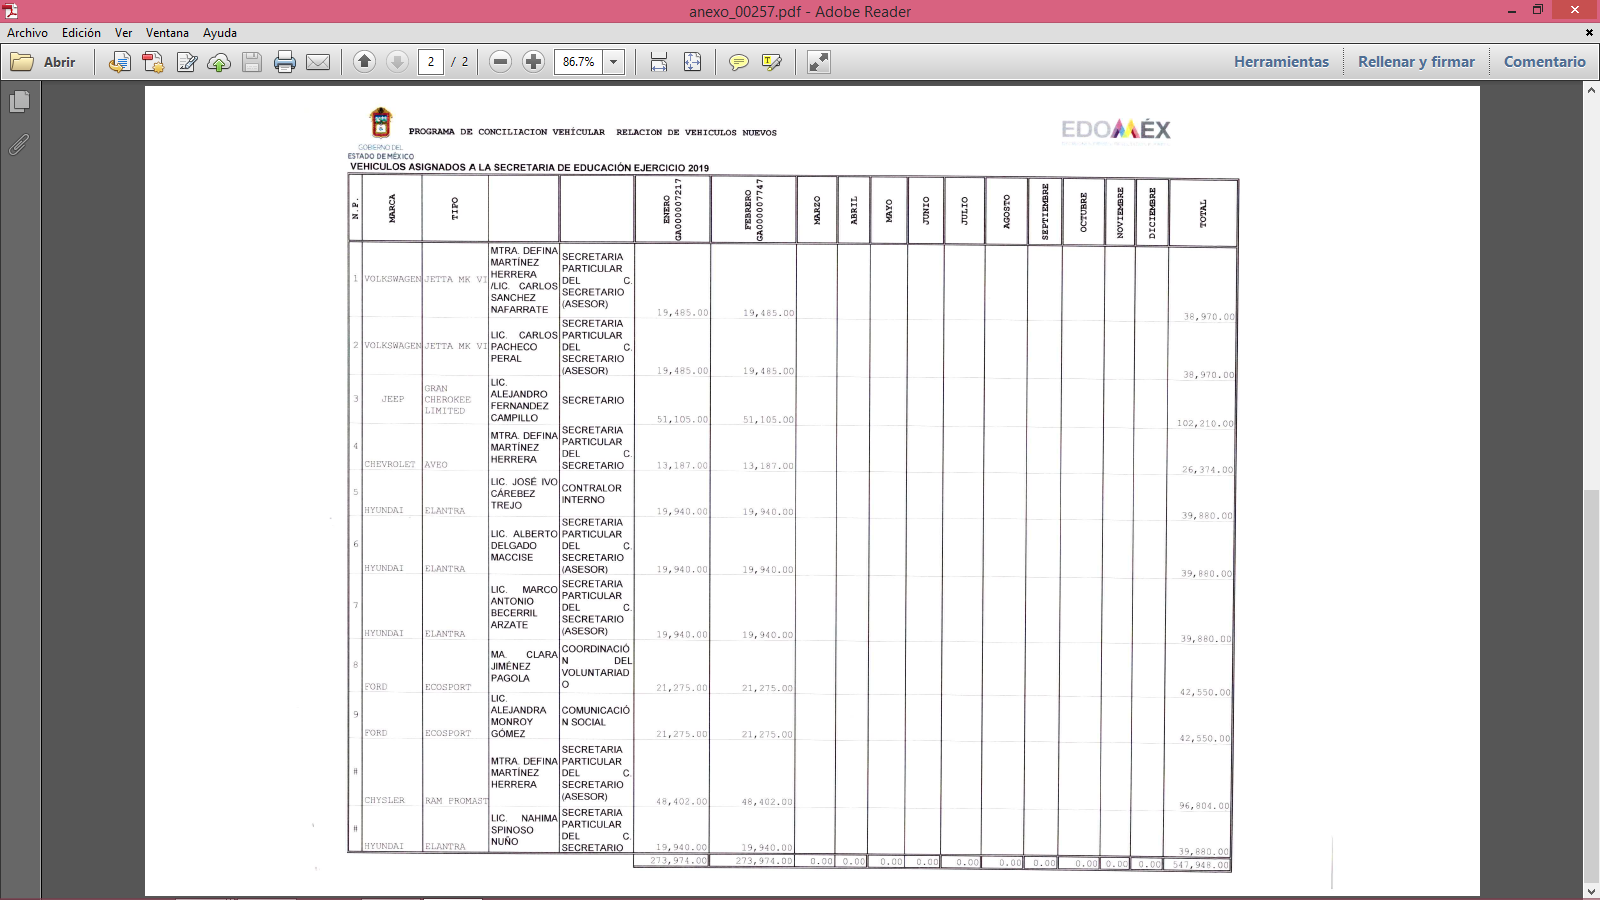 anexo_00257.pdf - Adobe Reader
Archivo Edición Ver Ventana Ayuda
Abrir 2 / 2 86.7% Herramientas Rellenar y firmar Comentario
GOBIERNO DEL
ESTADO DE MÉXICO
PROGRAMA DE CONCILIACION VEHÍCULAR RELACION DE VEHICULOS NUEVOS
EDOMÉX
VEHICULOS ASIGNADOS A LA SECRETARIA DE EDUCACIÓN EJERCICIO 2019
N.P. MARCA TIPO ENERO GA000007217 FEBRERO GA000007747 MARZO ABRIL MAYO JUNIO JULIO AGOSTO SEPTIEMBRE OCTUBRE NOVIEMBRE DICIEMBRE TOTAL
1 VOLKSWAGEN JETTA MK VI MTRA. DEFINA MARTÍNEZ HERRERA /LIC. CARLOS SANCHEZ NAFARRATE SECRETARIA PARTICULAR DEL C. SECRETARIO (ASESOR) 19,485.00 19,485.00 38,970.00
2 VOLKSWAGEN JETTA MK VI LIC. CARLOS PACHECO PERAL SECRETARIA PARTICULAR DEL C. SECRETARIO (ASESOR) 19,485.00 19,485.00 38,970.00
3 JEEP GRAN CHEROKEE LIMITED LIC. ALEJANDRO FERNANDEZ CAMPILLO SECRETARIO 51,105.00 51,105.00 102,210.00
4 CHEVROLET AVEO MTRA. DEFINA MARTÍNEZ HERRERA SECRETARIA PARTICULAR DEL C. SECRETARIO 13,187.00 13,187.00 26,374.00
5 HYUNDAI ELANTRA LIC. JOSÉ IVO CÁREBEZ TREJO CONTRALOR INTERNO 19,940.00 19,940.00 39,880.00
6 HYUNDAI ELANTRA LIC. ALBERTO DELGADO MACCISE SECRETARIA PARTICULAR DEL C. SECRETARIO (ASESOR) 19,940.00 19,940.00 39,880.00
7 HYUNDAI ELANTRA LIC. MARCO ANTONIO BECERRIL ARZATE SECRETARIA PARTICULAR DEL C. SECRETARIO (ASESOR) 19,940.00 19,940.00 39,880.00
8 FORD ECOSPORT MA. CLARA JIMÉNEZ PAGOLA COORDINACIÓ N DEL VOLUNTARIAD O 21,275.00 21,275.00 42,550.00
9 FORD ECOSPORT LIC. ALEJANDRA MONROY GÓMEZ COMUNICACIÓ N SOCIAL 21,275.00 21,275.00 42,550.00
# CHYSLER RAM PROMAST MTRA. DEFINA MARTÍNEZ HERRERA SECRETARIA PARTICULAR DEL C. SECRETARIO (ASESOR) 48,402.00 48,402.00 96,804.00
# HYUNDAI ELANTRA LIC. NAHIMA SPINOSO NUÑO SECRETARIA PARTICULAR DEL C. SECRETARIO 19,940.00 19,940.00 39,880.00
273,974.00 273,974.00 0.00 0.00 0.00 0.00 0.00 0.00 0.00 0.00 0.00 0.00 547,948.00